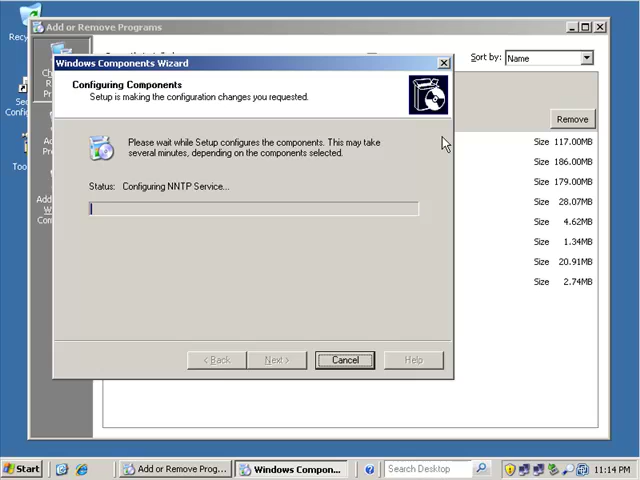 Add or Remove Programs
Recy
Sort by:
Name
Windows Components Wizard
Configuring Components
Setup is making the configuration changes you requested.
Remove
Please wait while Setup configures the components. This may take
several minutes, depending on the components selected.
Status: Configuring NNTP Service...
Size 117.00MB
Size 186.00MB
Size 179.00MB
Size 28.07MB
Size 4.62MB
Size 1.34MB
Size 20.91MB
Size 2.74MB
Config
Too
Add
< Back
Next >
Cancel
Help
Start
Add or Remove Prog...
Windows Compon...
Search Desktop
11:14 PM